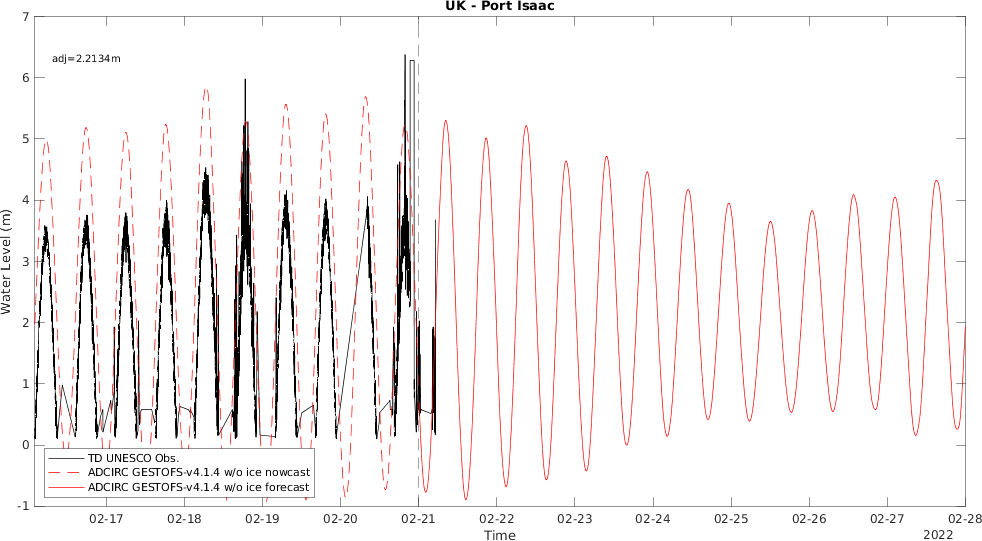 UK - Port Isaac
7
adj=2.2134m
6
5
4
3
2
1
0
-1
Water Level (m)
TD UNESCO Obs.
ADCIRC GESTOFS-v4.1.4 w/o ice nowcast
ADCIRC GESTOFS-v4.1.4 w/o ice forecast
02-17 02-18 02-19 02-20 02-21 02-22 02-23 02-24 02-25 02-26 02-27 02-28
Time
2022